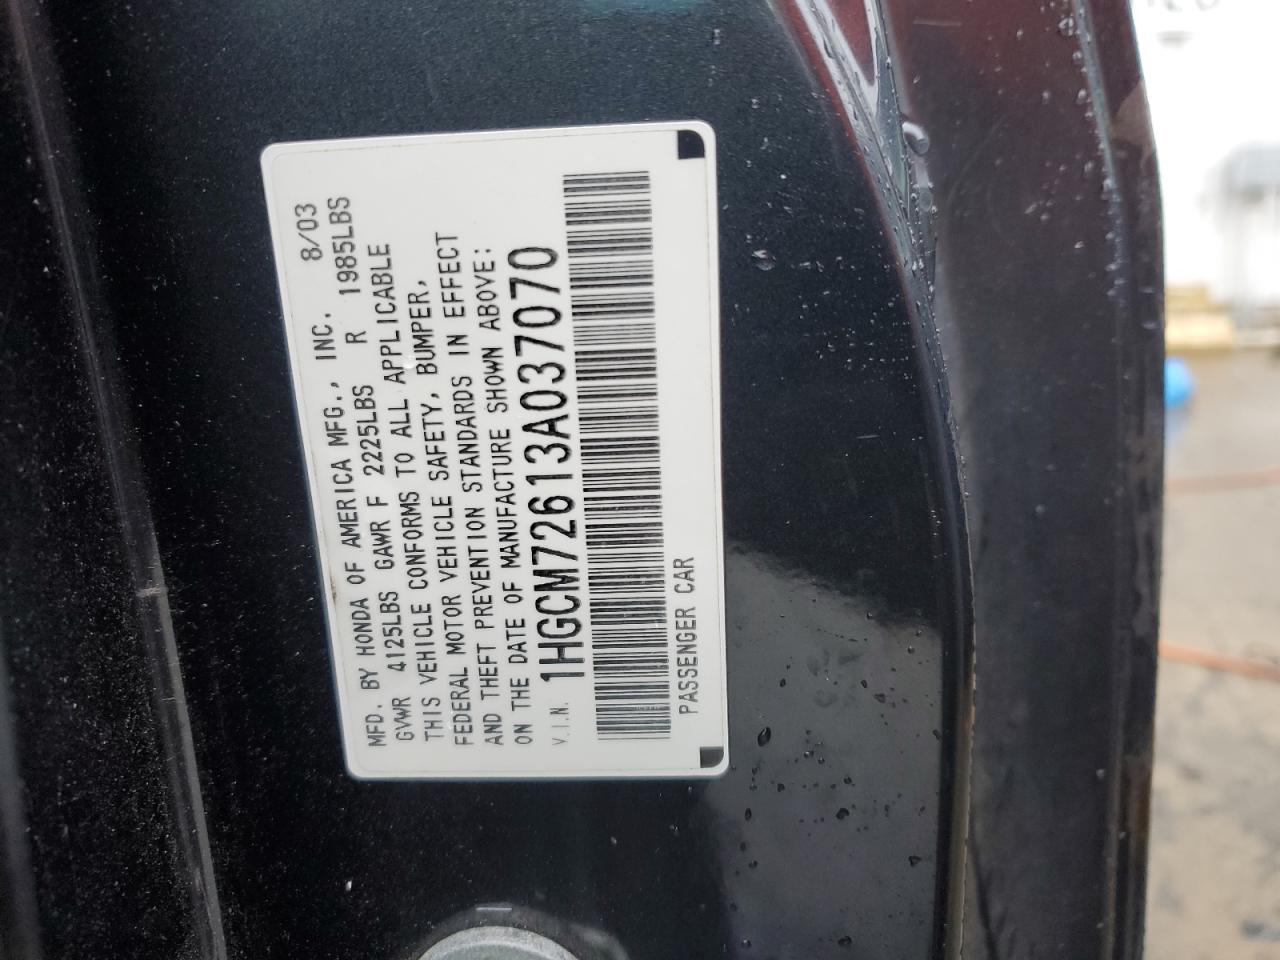 MFD. BY HONDA OF AMERICA MFG., INC. 8/03
GVWR 4125LBS GAWR F 2225LBS R 1985LBS
THIS VEHICLE CONFORMS TO ALL APPLICABLE
FEDERAL MOTOR VEHICLE SAFETY, BUMPER,
AND THEFT PREVENTION STANDARDS IN EFFECT
ON THE DATE OF MANUFACTURE SHOWN ABOVE:
V.I.N. 1HGCM72613A037070
PASSENGER CAR